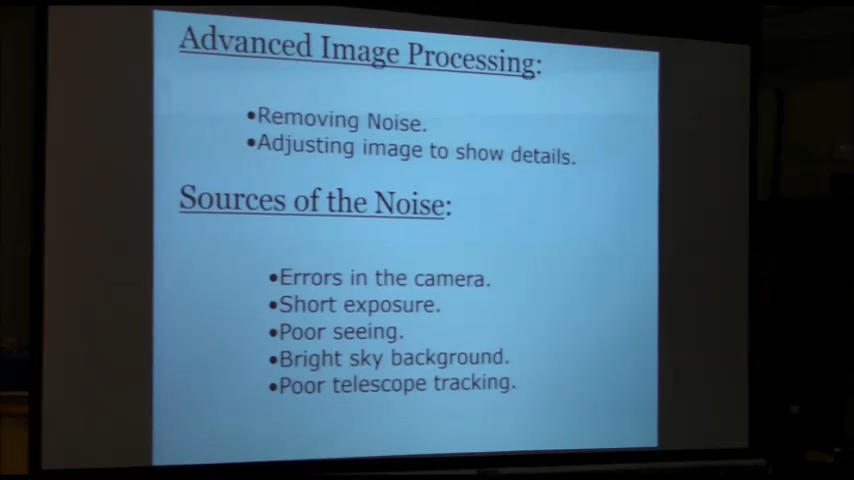 Advanced Image Processing:
•Removing Noise.
•Adjusting image to show details.
Sources of the Noise:
•Errors in the camera.
•Short exposure.
•Poor seeing.
•Bright sky background.
•Poor telescope tracking.